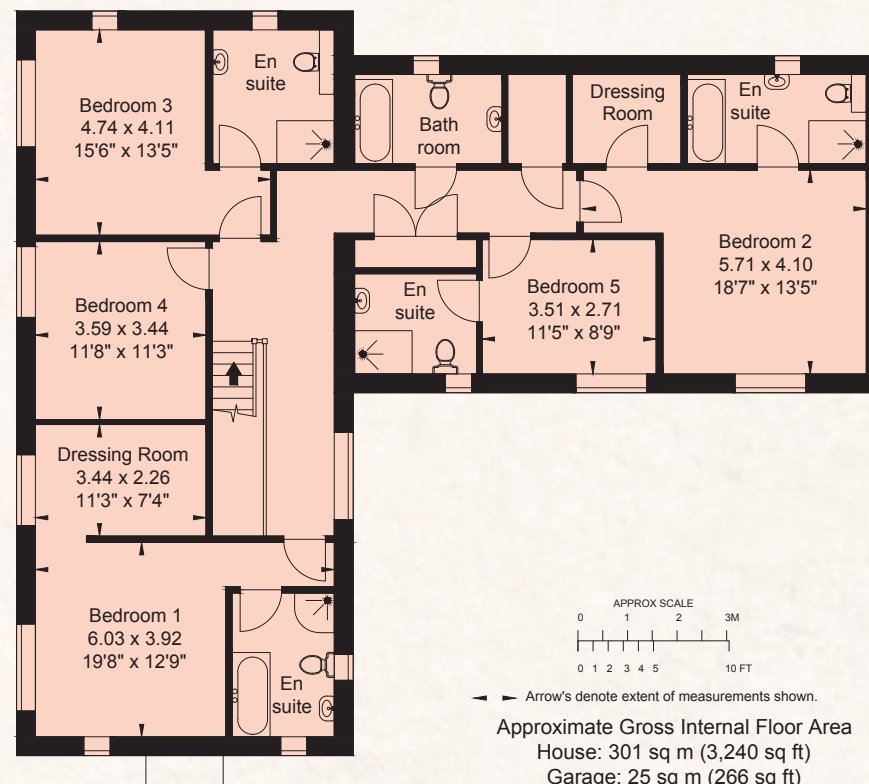 Bedroom 3
4.74 x 4.11
15'6" x 13'5"
En
suite
Bath
room
Dressing
Room
En
suite
Bedroom 4
3.59 x 3.44
11'8" x 11'3"
En
suite
Bedroom 5
3.51 x 2.71
11'5" x 8'9"
Bedroom 2
5.71 x 4.10
18'7" x 13'5"
Dressing Room
3.44 x 2.26
11'3" x 7'4"
Bedroom 1
6.03 x 3.92
19'8" x 12'9"
En
suite
APPROX SCALE
0 1 2 3M
0 1 2 3 4 5 10 FT
Arrow's denote extent of measurements shown.
Approximate Gross Internal Floor Area
House: 301 sq m (3,240 sq ft)
Garage: 25 sq m (266 sq ft)